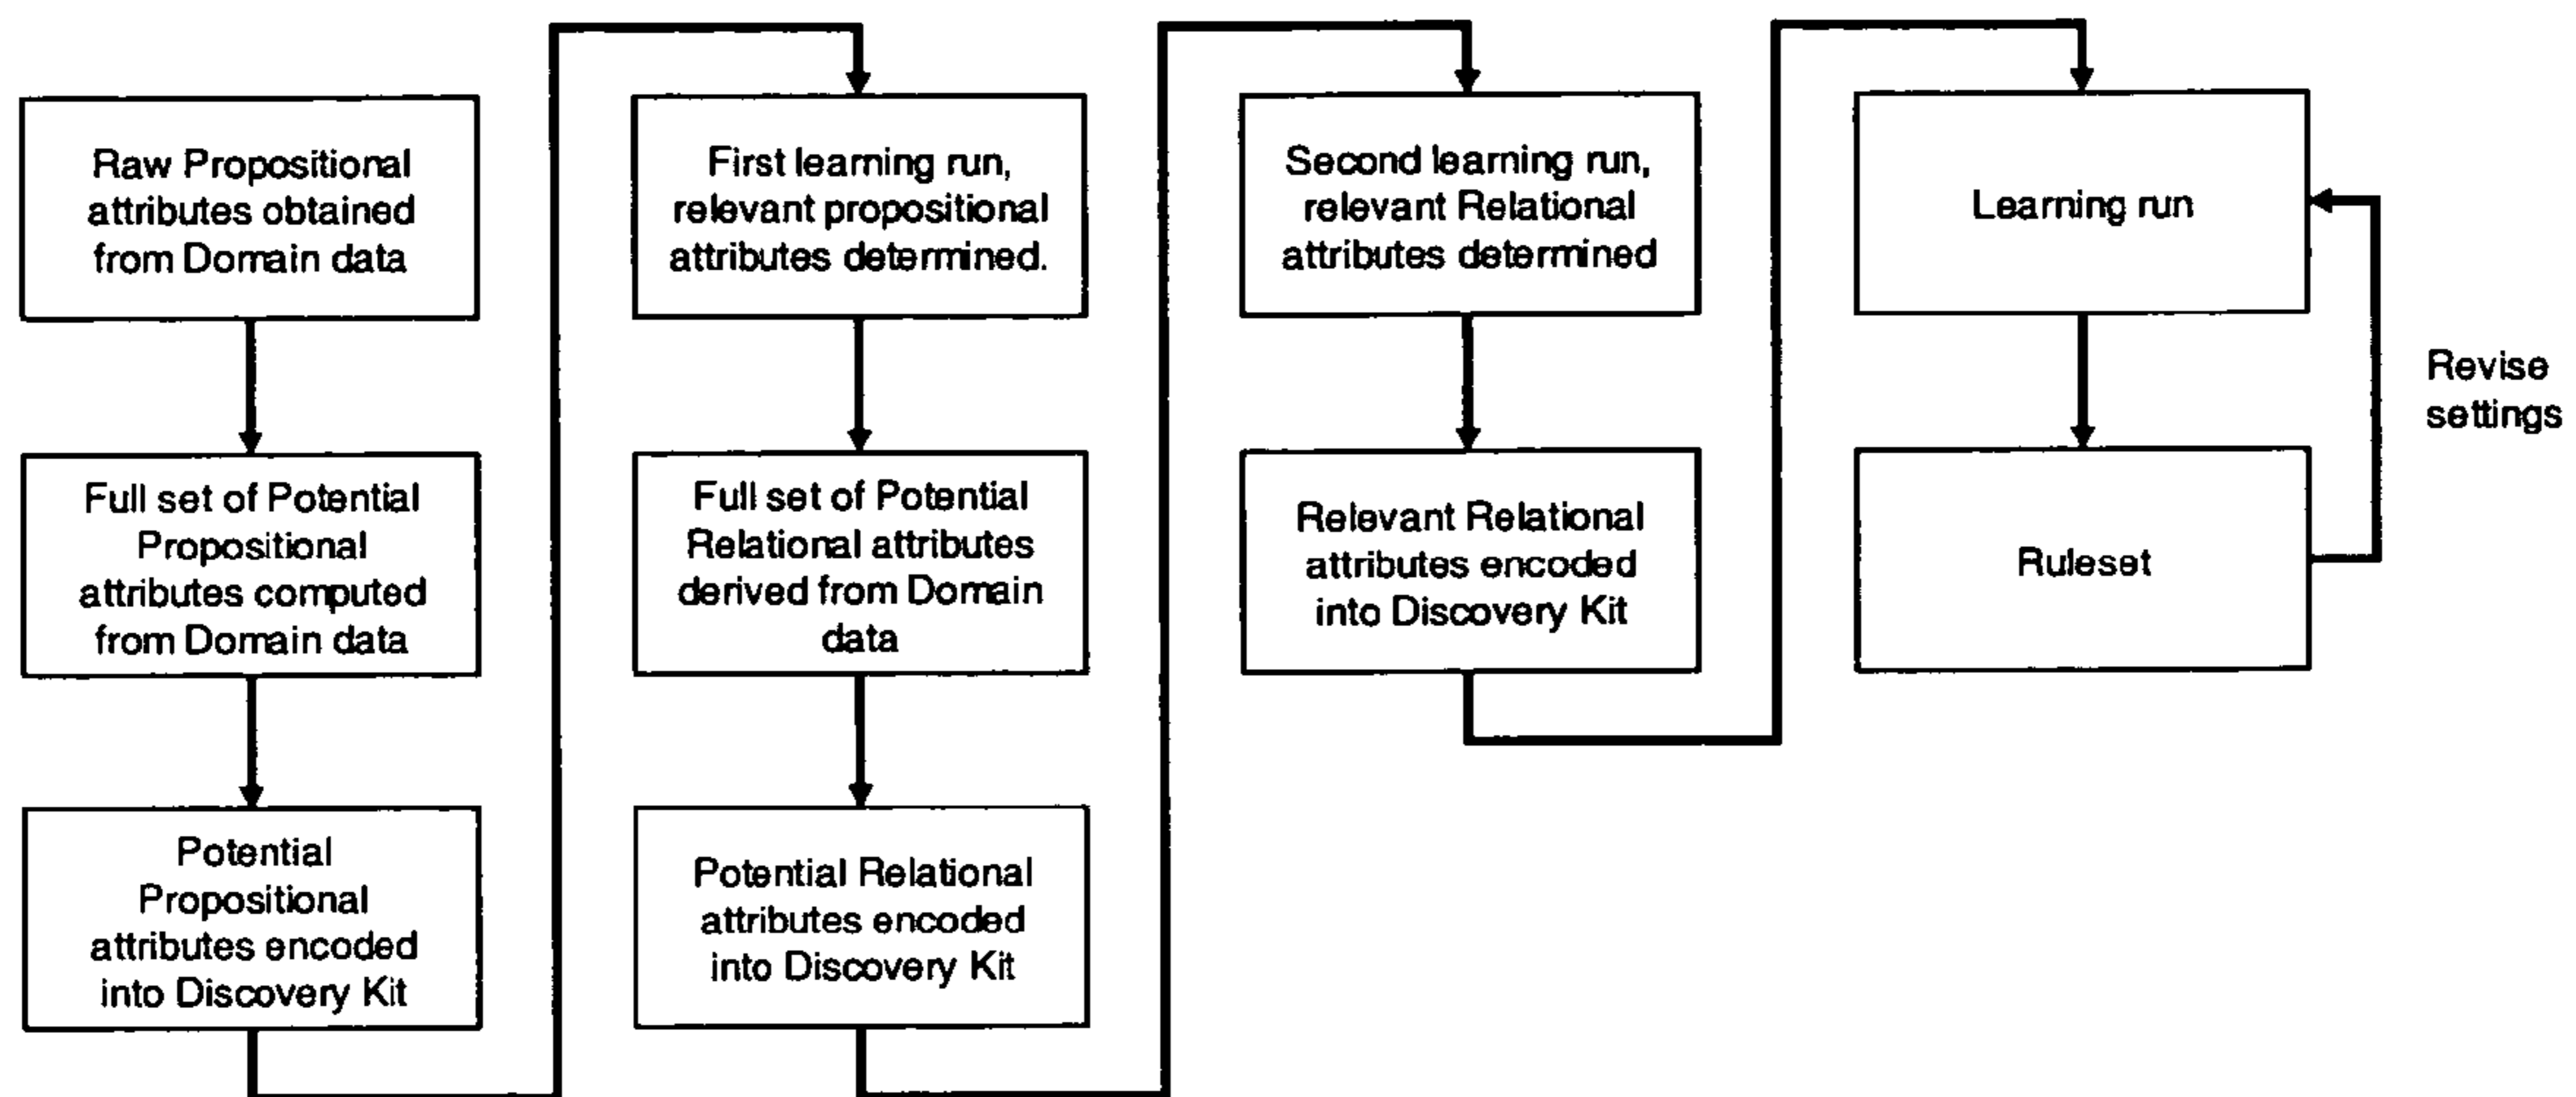 Raw Propositional
attributes obtained
from Domain data
Full set of Potential
Propositional
attributes computed
from Domain data
Potential
Propositional
attributes encoded
into Discovery Kit
First learning run,
relevant propositional
attributes determined.
Full set of Potential
Relational attributes
derived from Domain
data
Potential Relational
attributes encoded
into Discovery Kit
Second learning run,
relevant Relational
attributes determined
Relevant Relational
attributes encoded
into Discovery Kit
Learning run
Ruleset
Revise
settings